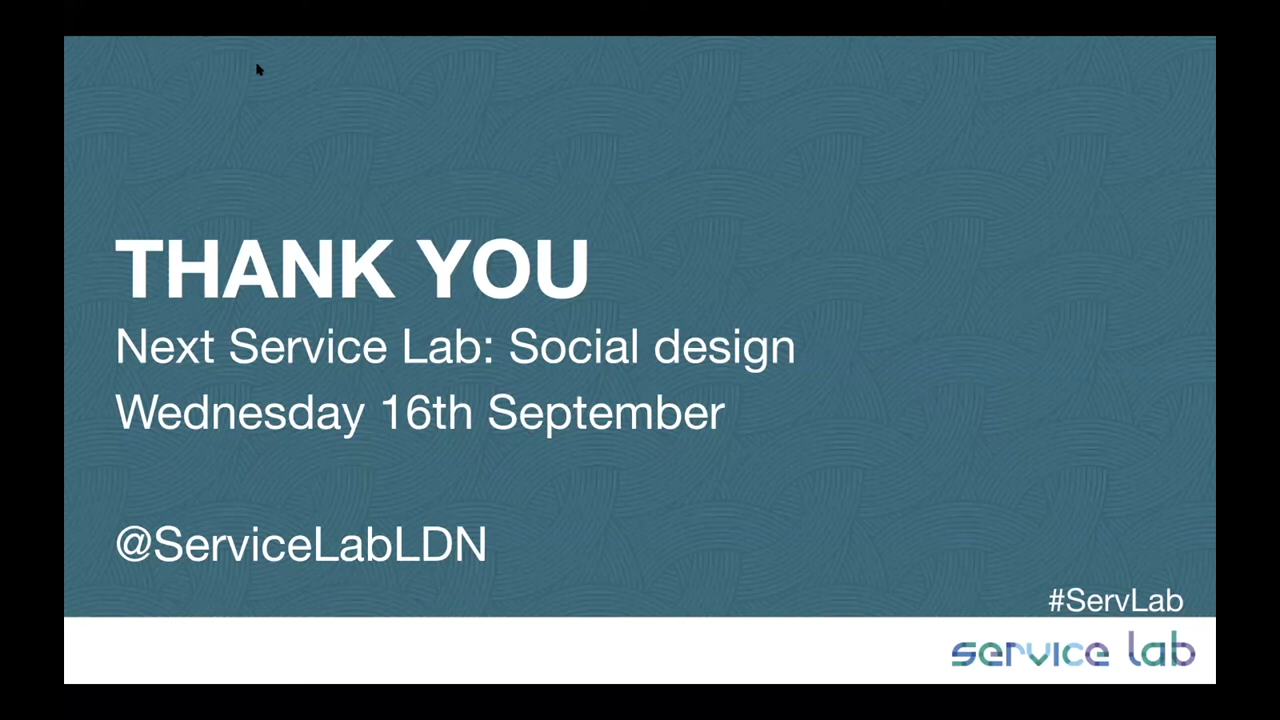 THANK YOU
Next Service Lab: Social design
Wednesday 16th September
@ServiceLabLDN
#ServLab
service lab